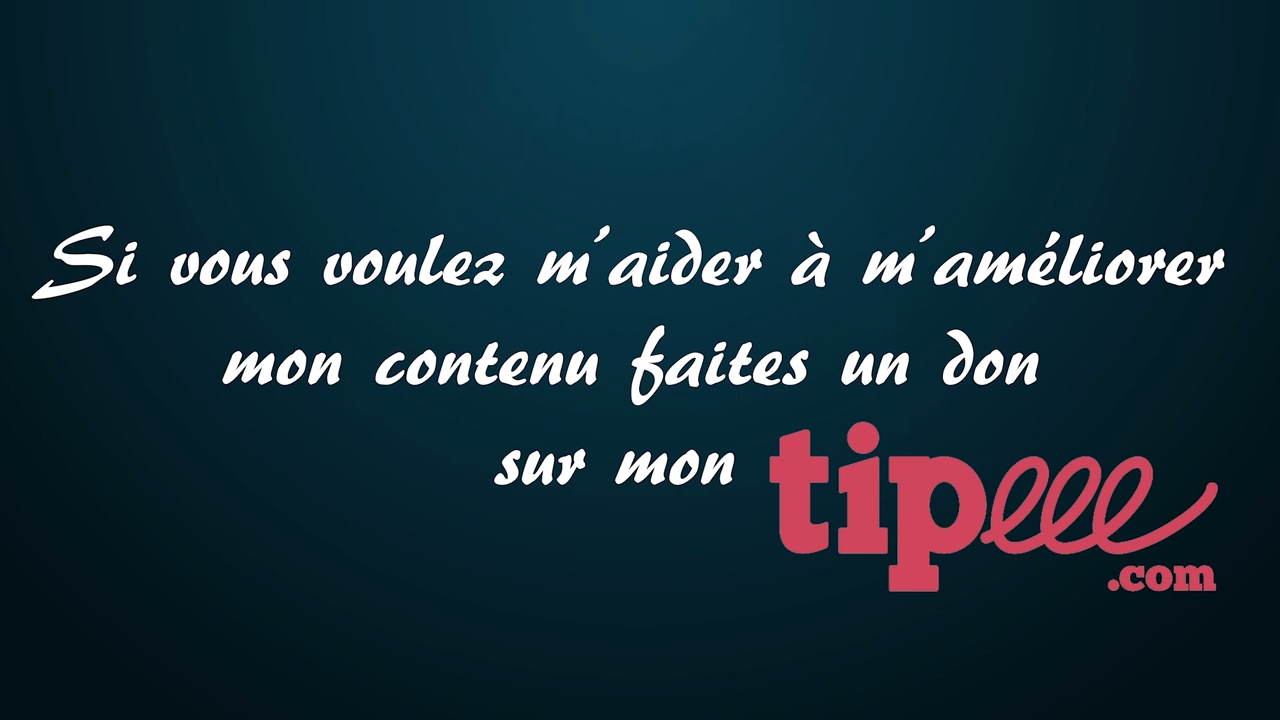 Si vous voulez m'aider à m'améliorer
mon contenu faites un don
sur mon tipeee
.com